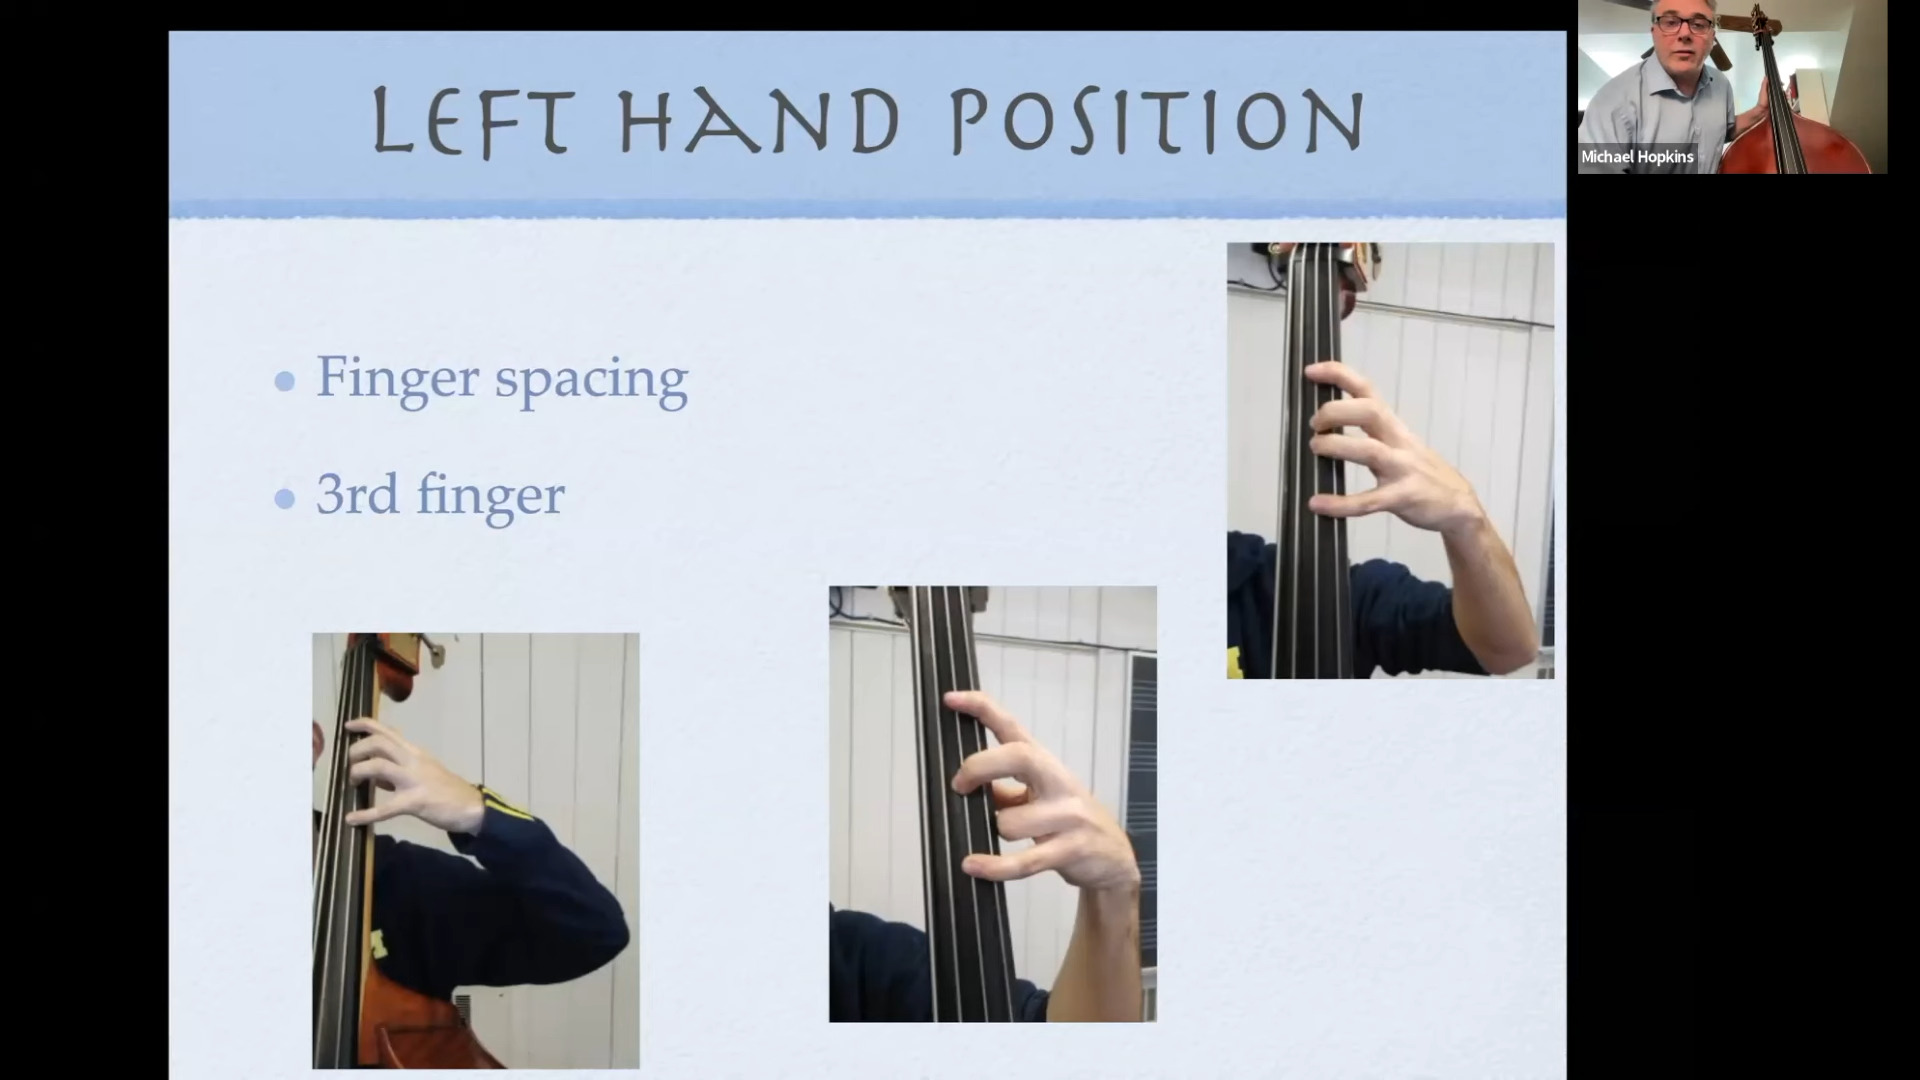 LEFT HAND POSITION
Michael Hopkins
• Finger spacing
• 3rd finger